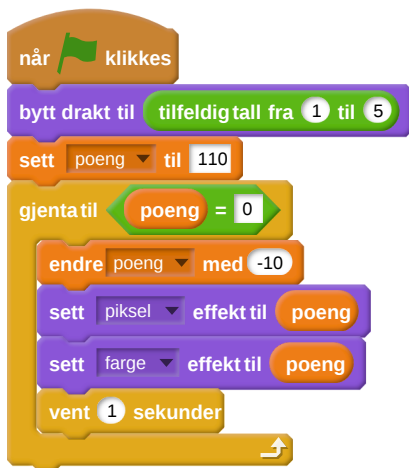 når klikkes
bytt drakt til tilfeldig tall fra 1 til 5
sett poeng til 110
gjenta til poeng = 0
endre poeng med -10
sett piksel effekt til poeng
sett farge effekt til poeng
vent 1 sekunder